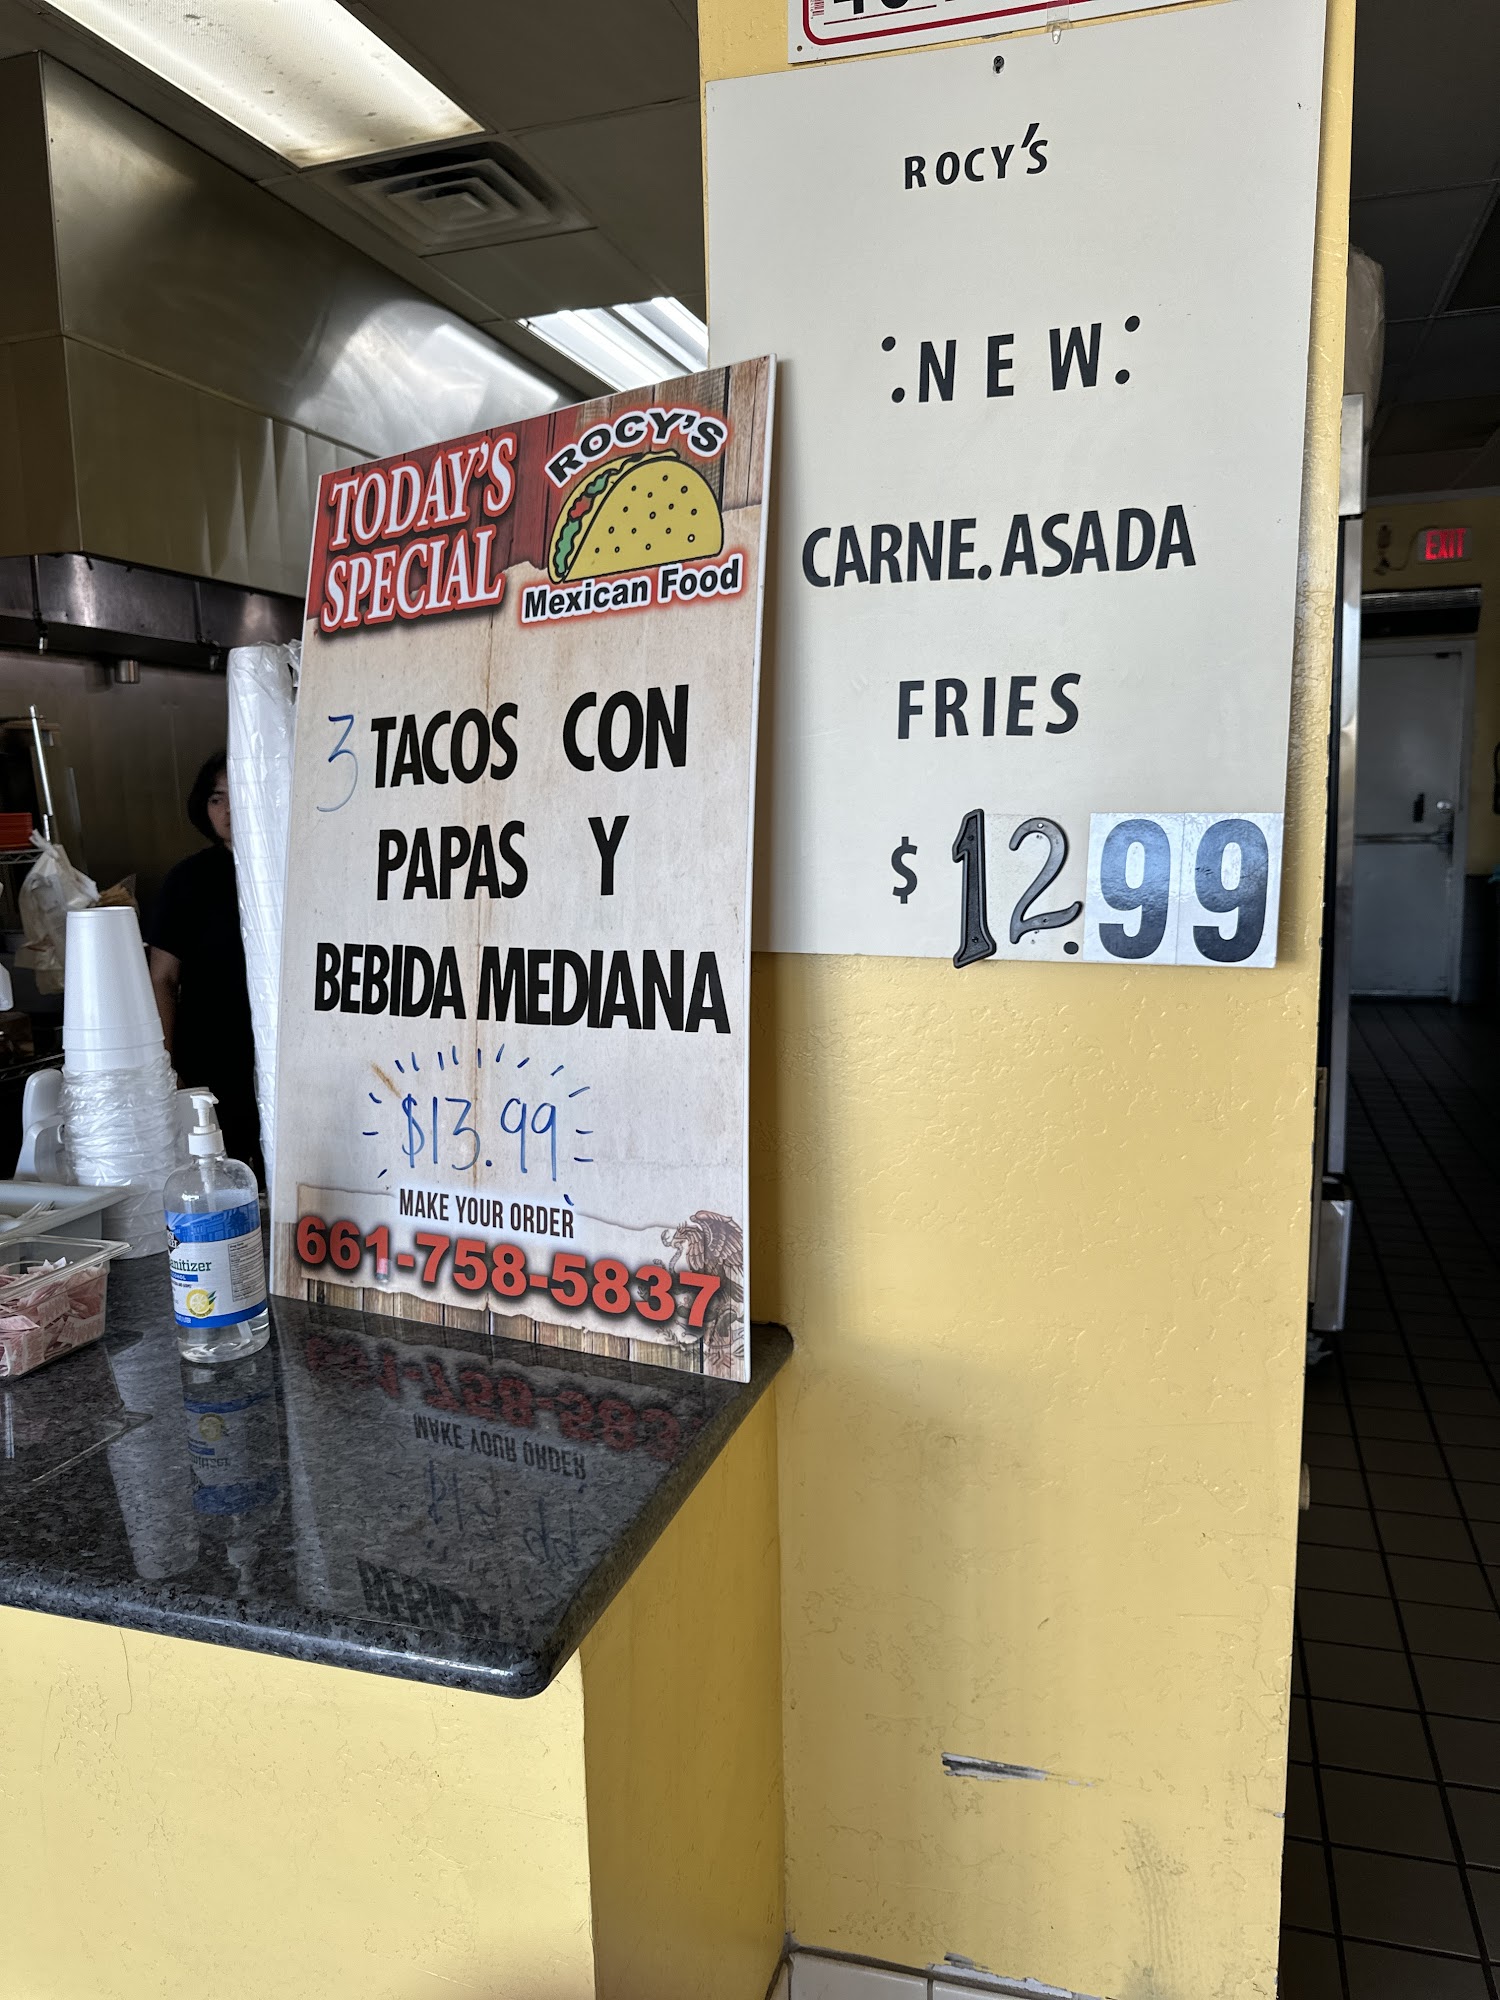 ROCY'S
NEW
CARNE.ASADA
FRIES
$12.99
EXIT
TODAY'S
SPECIAL
ROCY'S
Mexican Food
3 TACOS CON
PAPAS Y
BEBIDA MEDIANA
$13.99
MAKE YOUR ORDER
661-758-5837